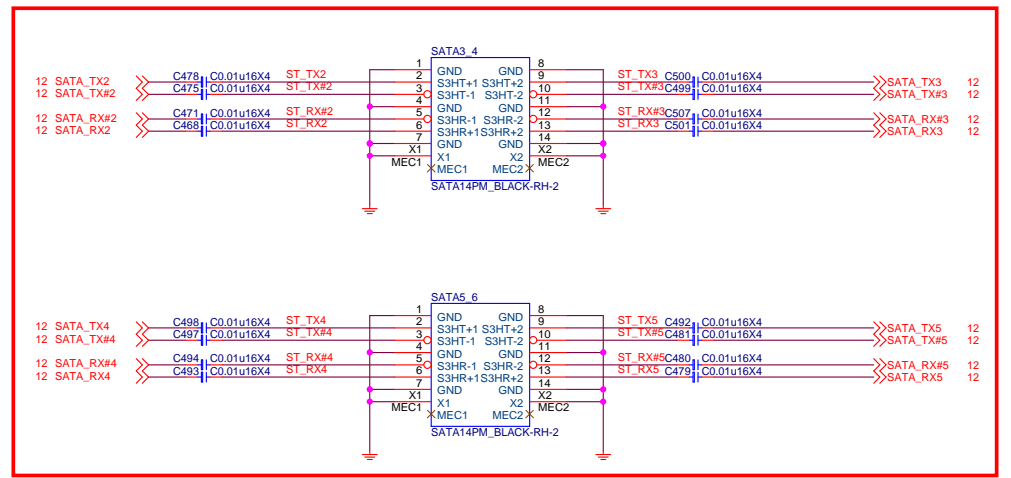 SATA3_4
1 GND GND 8
12 SATA_TX2 C478 C0.01u16X4 ST_TX2 2 S3HT+1 S3HT+2 9 ST_TX3 C500 C0.01u16X4 SATA_TX3 12
12 SATA_TX#2 C475 C0.01u16X4 ST_TX#2 3 S3HT-1 S3HT-2 10 ST_TX#3 C499 C0.01u16X4 SATA_TX#3 12
4 GND GND 11
12 SATA_RX#2 C471 C0.01u16X4 ST_RX#2 5 S3HR-1 S3HR-2 12 ST_RX#3 C507 C0.01u16X4 SATA_RX#3 12
12 SATA_RX2 C468 C0.01u16X4 ST_RX2 6 S3HR+1 S3HR+2 13 ST_RX3 C501 C0.01u16X4 SATA_RX3 12
7 GND GND 14
X1 X1 X2 X2
MEC1 MEC1 MEC2 MEC2
SATA14PM_BLACK-RH-2
SATA5_6
1 GND GND 8
12 SATA_TX4 C498 C0.01u16X4 ST_TX4 2 S3HT+1 S3HT+2 9 ST_TX5 C492 C0.01u16X4 SATA_TX5 12
12 SATA_TX#4 C497 C0.01u16X4 ST_TX#4 3 S3HT-1 S3HT-2 10 ST_TX#5 C481 C0.01u16X4 SATA_TX#5 12
4 GND GND 11
12 SATA_RX#4 C494 C0.01u16X4 ST_RX#4 5 S3HR-1 S3HR-2 12 ST_RX#5 C480 C0.01u16X4 SATA_RX#5 12
12 SATA_RX4 C493 C0.01u16X4 ST_RX4 6 S3HR+1 S3HR+2 13 ST_RX5 C479 C0.01u16X4 SATA_RX5 12
7 GND GND 14
X1 X1 X2 X2
MEC1 MEC1 MEC2 MEC2
SATA14PM_BLACK-RH-2